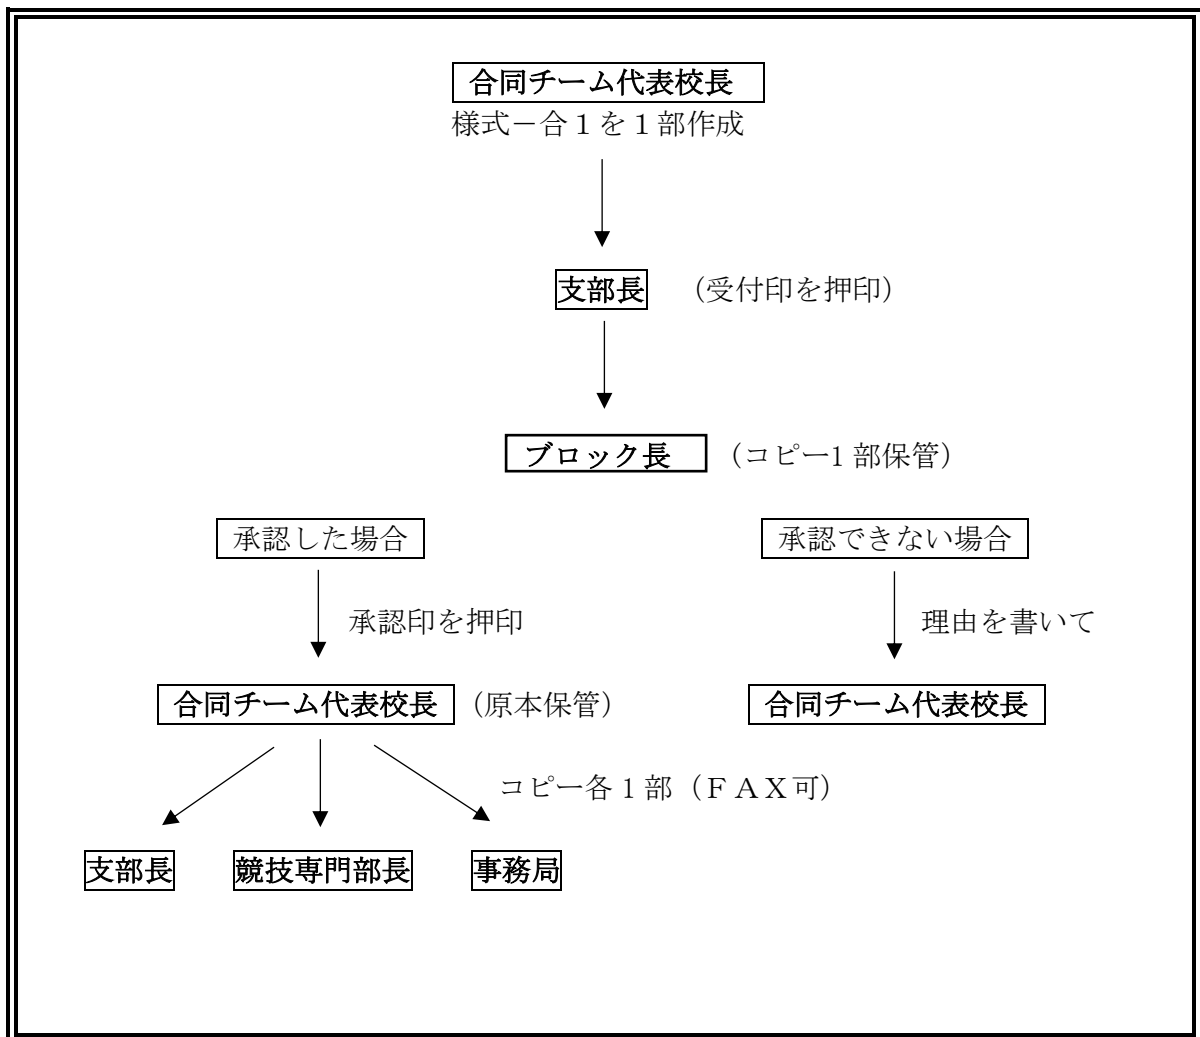 合同チーム代表校長
様式－合１を１部作成
支部長 （受付印を押印）
ブロック長 （コピー1 部保管）
承認した場合 承認できない場合
承認印を押印 理由を書いて
合同チーム代表校長 （原本保管） 合同チーム代表校長
コピー各 1 部（ＦＡＸ可）
支部長 競技専門部長 事務局